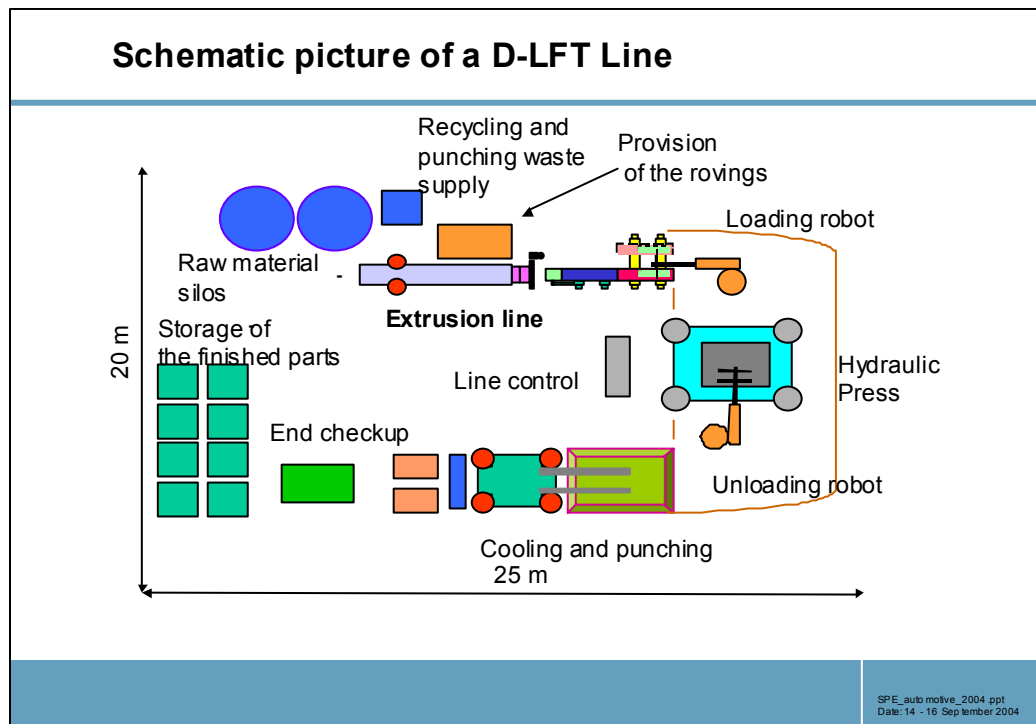 Schematic picture of a D-LFT Line
Recycling and
punching waste
supply
Provision
of the rovings
Loading robot
Raw material
silos
-
Extrusion line
20 m
Storage of
the finished parts
Line control
Hydraulic
Press
End checkup
Unloading robot
Cooling and punching
25 m
SPE_automotive_2004.ppt
Date: 14 - 16 September 2004